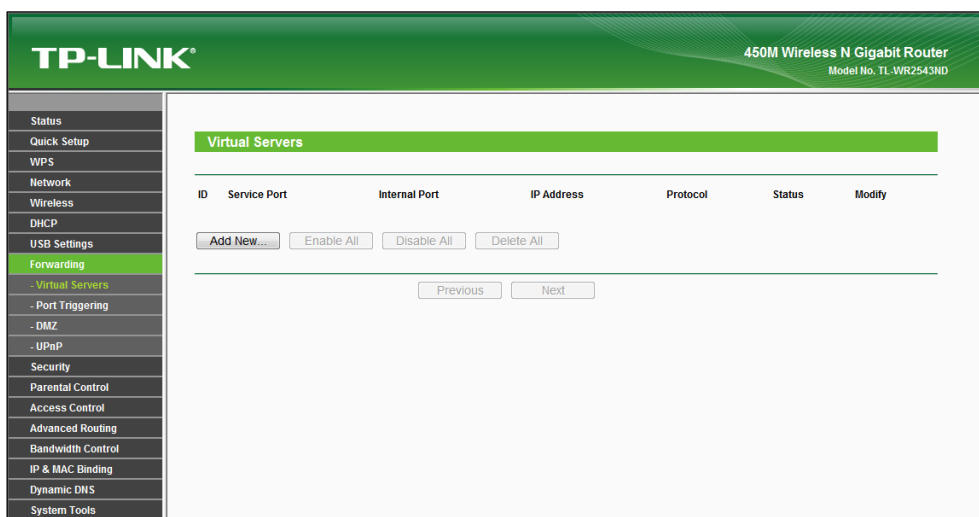 TP-LINK®
450M Wireless N Gigabit Router
Model No. TL-WR2543ND
Status
Quick Setup
WPS
Network
Wireless
DHCP
USB Settings
Forwarding
- Virtual Servers
- Port Triggering
- DMZ
- UPnP
Security
Parental Control
Access Control
Advanced Routing
Bandwidth Control
IP & MAC Binding
Dynamic DNS
System Tools
Virtual Servers
ID Service Port Internal Port IP Address Protocol Status Modify
Add New... Enable All Disable All Delete All
Previous Next